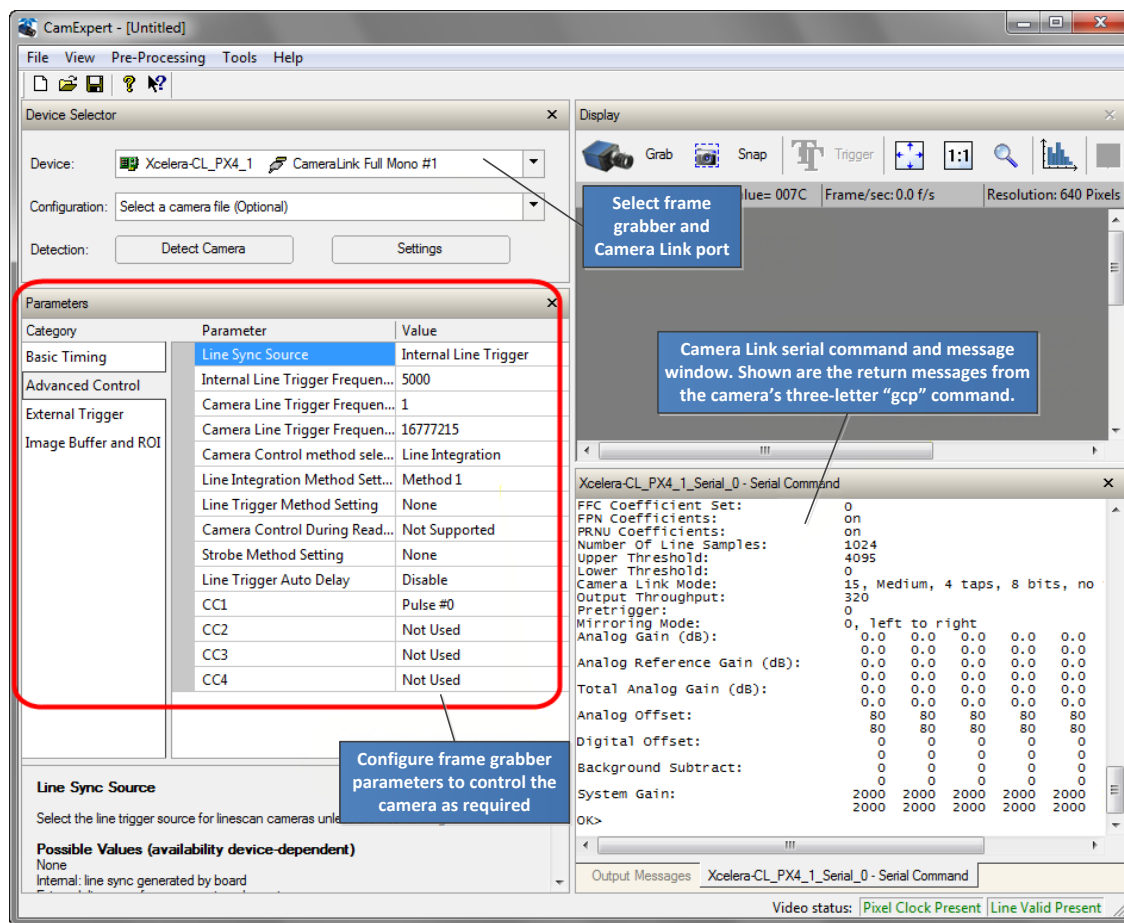 CamExpert - [Untitled]
File View Pre-Processing Tools Help
Device Selector
Device: Xcelera-CL_PX4_1 CameraLink Full Mono #1
Configuration: Select a camera file (Optional)
Detection: Detect Camera Settings
Parameters
Category Parameter Value
Basic Timing
Advanced Control
External Trigger
Image Buffer and ROI
Line Sync Source Internal Line Trigger
Internal Line Trigger Frequen... 5000
Camera Line Trigger Frequen... 1
Camera Line Trigger Frequen... 16777215
Camera Control method sele... Line Integration
Line Integration Method Sett... Method 1
Line Trigger Method Setting None
Camera Control During Read... Not Supported
Strobe Method Setting None
Line Trigger Auto Delay Disable
CC1 Pulse #0
CC2 Not Used
CC3 Not Used
CC4 Not Used
Configure frame grabber
parameters to control the
camera as required
Line Sync Source
Select the line trigger source for linescan cameras
Possible Values (availability device-dependent)
None
Internal: line sync generated by board
Display
Grab Snap Trigger 1:1
Value= 007C Frame/sec: 0.0 f/s Resolution: 640 Pixels
Select frame
grabber and
Camera Link port
Camera Link serial command and message
window. Shown are the return messages from
the camera's three-letter “gcp” command.
Xcelera-CL_PX4_1_Serial_0 - Serial Command
FFC Coefficient Set: 0
FPN Coefficients: on
PRNU Coefficients: on
Number Of Line Samples: 1024
Upper Threshold: 4095
Lower Threshold: 0
Camera Link Mode: 15, Medium, 4 taps, 8 bits, no
Output Throughput: 320
Pretrigger: 0
Mirroring Mode: 0, left to right
Analog Gain (dB): 0.0 0.0 0.0 0.0 0.0
0.0 0.0 0.0 0.0 0.0
Analog Reference Gain (dB): 0.0 0.0 0.0 0.0 0.0
0.0 0.0 0.0 0.0 0.0
Total Analog Gain (dB): 0.0 0.0 0.0 0.0 0.0
0.0 0.0 0.0 0.0 0.0
Analog Offset: 80 80 80 80 80
80 80 80 80 80
Digital Offset: 0 0 0 0 0
0 0 0 0 0
Background Subtract: 0 0 0 0 0
0 0 0 0 0
System Gain: 2000 2000 2000 2000 2000
2000 2000 2000 2000 2000
OK>
Output Messages Xcelera-CL_PX4_1_Serial_0 - Serial Command
Video status: Pixel Clock Present Line Valid Present